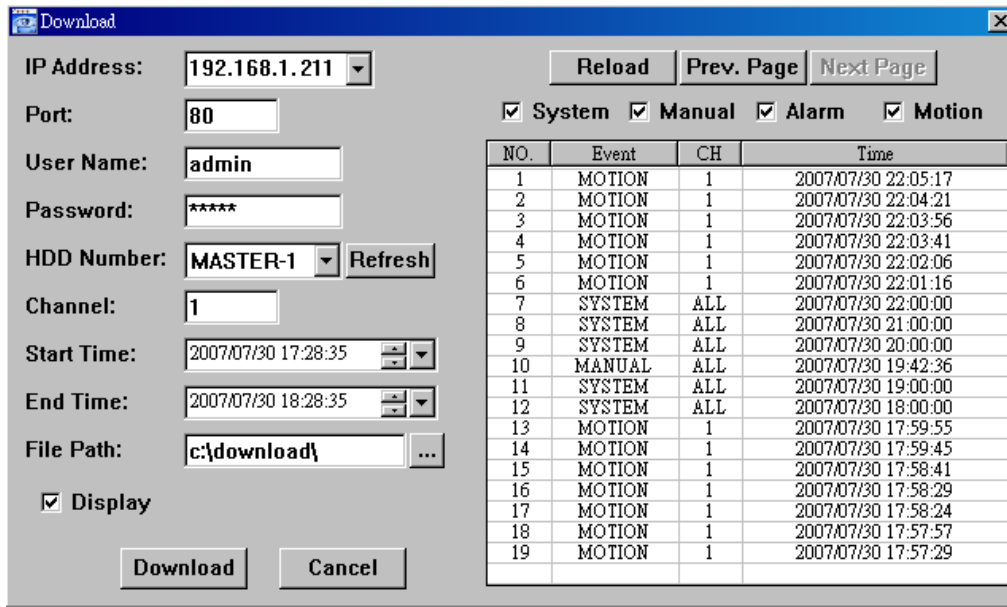 Download
IP Address: 192.168.1.211
Port: 80
User Name: admin
Password: *****
HDD Number: MASTER-1 Refresh
Channel: 1
Start Time: 2007/07/30 17:28:35
End Time: 2007/07/30 18:28:35
File Path: c:\download\ ...
Display
Download Cancel
Reload Prev. Page Next Page
System Manual Alarm Motion
NO. Event CH Time
1 MOTION 1 2007/07/30 22:05:17
2 MOTION 1 2007/07/30 22:04:21
3 MOTION 1 2007/07/30 22:03:56
4 MOTION 1 2007/07/30 22:03:41
5 MOTION 1 2007/07/30 22:02:06
6 MOTION 1 2007/07/30 22:01:16
7 SYSTEM ALL 2007/07/30 22:00:00
8 SYSTEM ALL 2007/07/30 21:00:00
9 SYSTEM ALL 2007/07/30 20:00:00
10 MANUAL ALL 2007/07/30 19:42:36
11 SYSTEM ALL 2007/07/30 19:00:00
12 SYSTEM ALL 2007/07/30 18:00:00
13 MOTION 1 2007/07/30 17:59:55
14 MOTION 1 2007/07/30 17:59:45
15 MOTION 1 2007/07/30 17:58:41
16 MOTION 1 2007/07/30 17:58:29
17 MOTION 1 2007/07/30 17:58:24
18 MOTION 1 2007/07/30 17:57:57
19 MOTION 1 2007/07/30 17:57:29